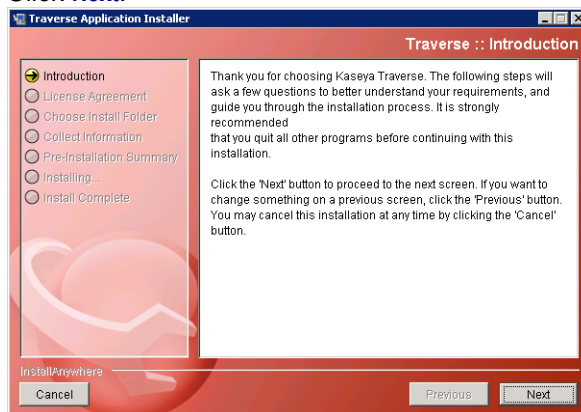 Click Next.
Traverse Application Installer
Traverse :: Introduction
Introduction
License Agreement
Choose Install Folder
Collect Information
Pre-Installation Summary
Installing...
Install Complete
Thank you for choosing Kaseya Traverse. The following steps will
ask a few questions to better understand your requirements, and
guide you through the installation process. It is strongly
recommended
that you quit all other programs before continuing with this
installation.
Click the 'Next' button to proceed to the next screen. If you want to
change something on a previous screen, click the 'Previous' button.
You may cancel this installation at any time by clicking the 'Cancel'
button.
InstallAnywhere
Cancel
Previous
Next